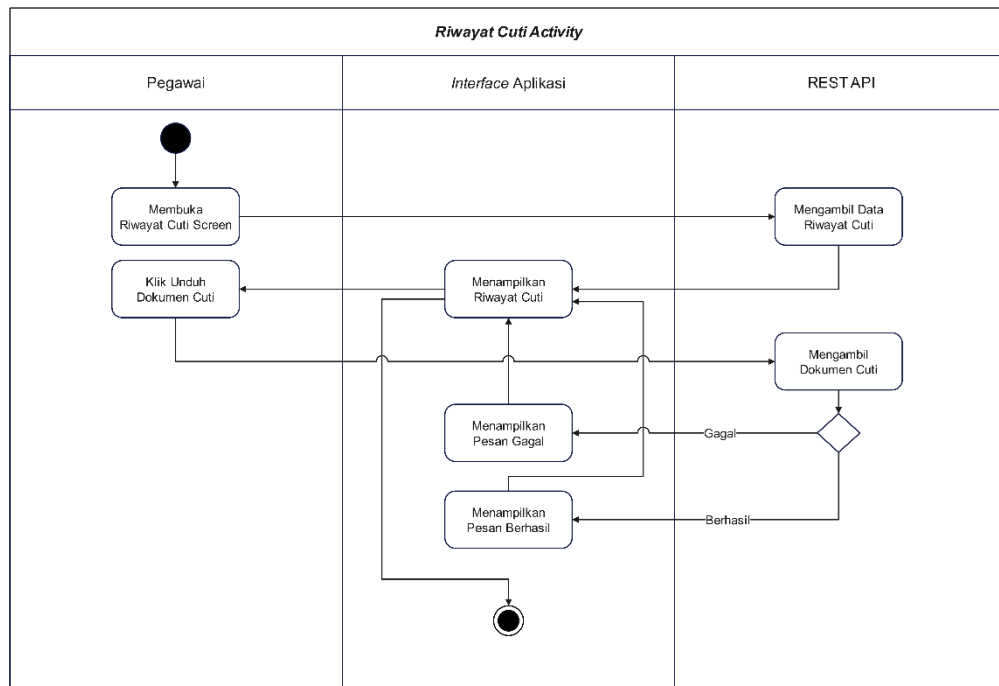 Riwayat Cuti Activity
Pegawai
Interface Aplikasi
REST API
Membuka
Riwayat Cuti Screen
Mengambil Data
Riwayat Cuti
Klik Unduh
Dokumen Cuti
Menampilkan
Riwayat Cuti
Mengambil
Dokumen Cuti
Menampilkan
Pesan Gagal
Gagal
Menampilkan
Pesan Berhasil
Berhasil